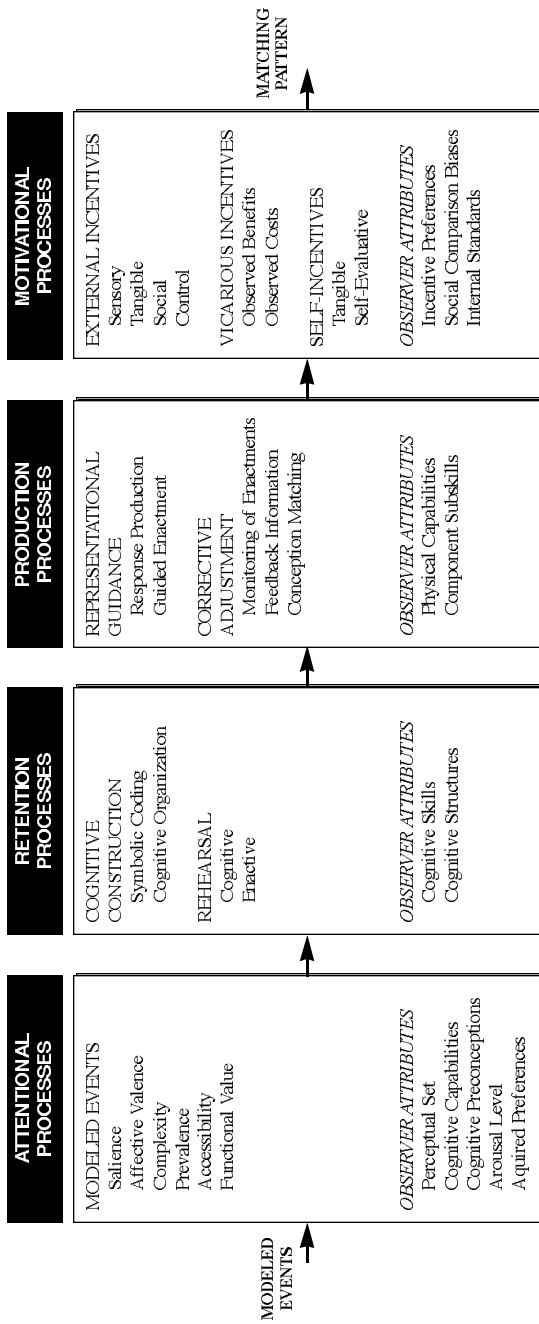 MODELED
EVENTS
ATTENTIONAL
PROCESSES
MODELED EVENTS
Salience
Affective Valence
Complexity
Prevalence
Accessibility
Functional Value
OBSERVER ATTRIBUTES
Perceptual Set
Cognitive Capabilities
Cognitive Preconceptions
Arousal Level
Aquired Preferences
RETENTION
PROCESSES
COGNITIVE
CONSTRUCTION
Symbolic Coding
Cognitive Organization
REHEARSAL
Cognitive
Enactive
OBSERVER ATTRIBUTES
Cognitive Skills
Cognitive Structures
PRODUCTION
PROCESSES
REPRESENTATIONAL
GUIDANCE
Response Production
Guided Enactment
CORRECTIVE
ADJUSTMENT
Monitoring of Enactments
Feedback Information
Conception Matching
OBSERVER ATTRIBUTES
Physical Capabilities
Component Subskills
MOTIVATIONAL
PROCESSES
EXTERNAL INCENTIVES
Sensory
Tangible
Social
Control
VICARIOUS INCENTIVES
Observed Benefits
Observed Costs
SELF-INCENTIVES
Tangible
Self-Evaluative
OBSERVER ATTRIBUTES
Incentive Preferences
Social Comparison Biases
Internal Standards
MATCHING
PATTERN